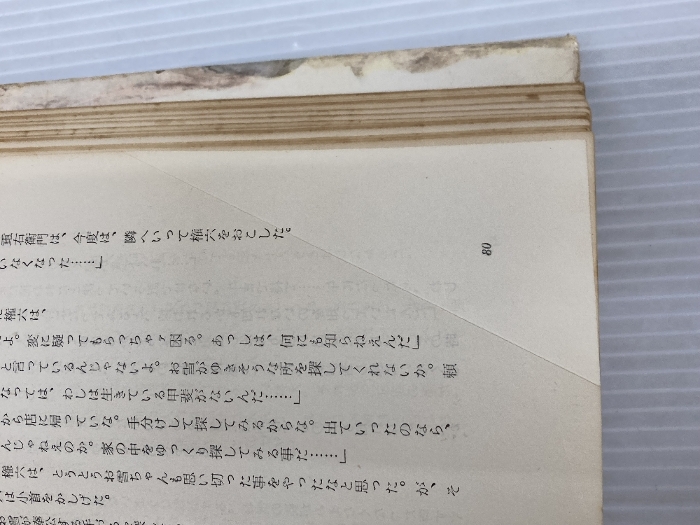 重右衛門は、今度は、隣へいって権六をおこした。
いなくなった……」
権六は、
よ。変に疑ってもらっちゃァ困る。あっしは、何にも知らねえんだ」
と言っているんじゃないよ。お雪がゆきそうな所を探してくれないか。頼
なっては、わしは生きている甲斐がないんだ……」
から店に帰っていな。手分けして探してみるからな。出ていったのなら、
んじゃねえのか。家の中をゆっくり探してみる事だ……」
権六は、とうとうお雪ちゃんも思い切った事をやったなと思った。が、そ
は小首をかしげた。
80